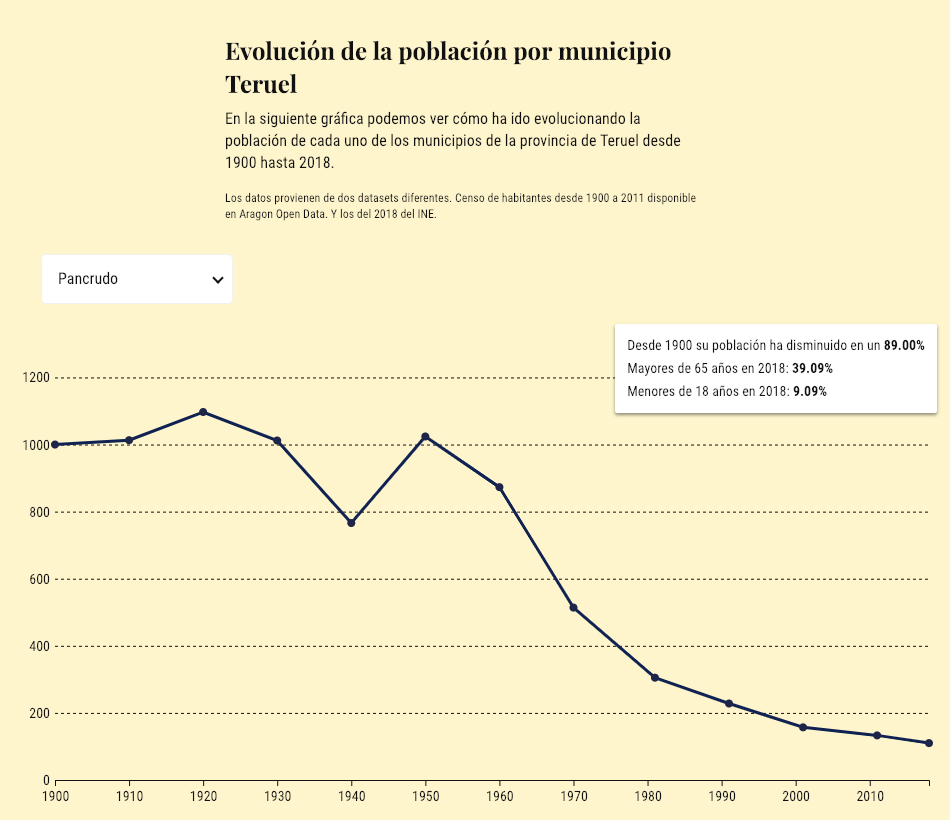 Evolución de la población por municipio
Teruel
En la siguiente gráfica podemos ver cómo ha ido evolucionando la
población de cada uno de los municipios de la provincia de Teruel desde
1900 hasta 2018.
Los datos provienen de dos datasets diferentes. Censo de habitantes desde 1900 a 2011 disponible
en Aragon Open Data. Y los del 2018 del INE.
Pancrudo
Desde 1900 su población ha disminuido en un 89.00%
Mayores de 65 años en 2018: 39.09%
Menores de 18 años en 2018: 9.09%
1200
1000
800
600
400
200
0
1900 1910 1920 1930 1940 1950 1960 1970 1980 1990 2000 2010